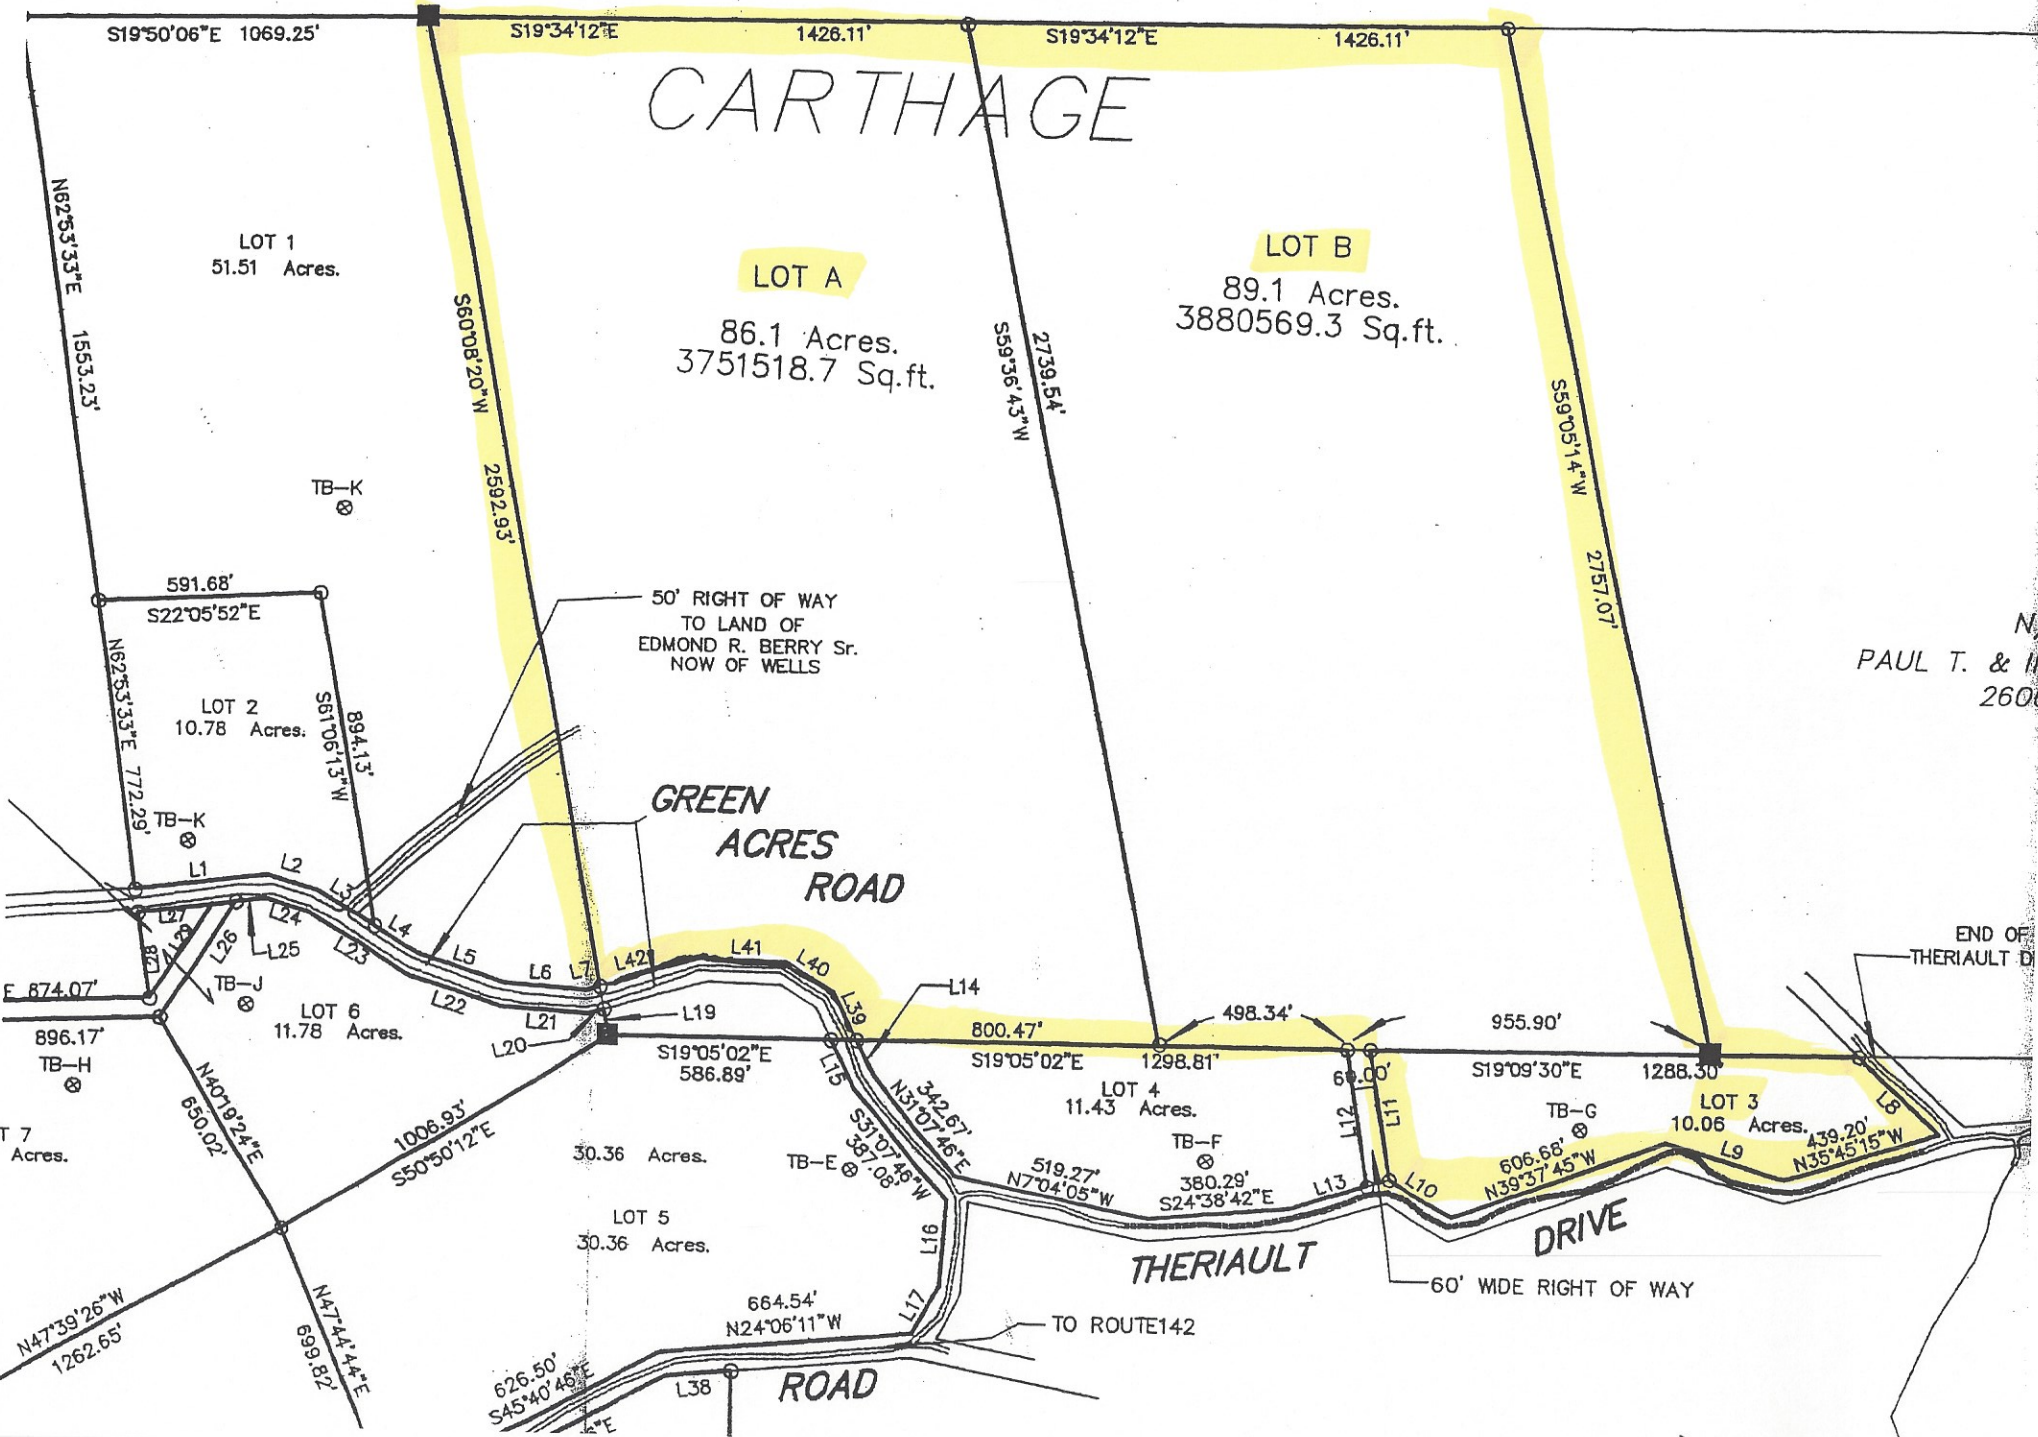 S19°50'06"E 1069.25'
S19°34'12"E 1426.11'
S19°34'12"E 1426.11'
CARTHAGE
N62°53'33"E 1553.23'
LOT 1
51.51 Acres.
S60°08'20"W 2592.93'
LOT A
86.1 Acres.
3751518.7 Sq.ft.
S59°36'43"W
2739.54'
LOT B
89.1 Acres.
3880569.3 Sq.ft.
S59°05'14"W 2757.07'
TB-K
591.68'
S22°05'52"E
50' RIGHT OF WAY
TO LAND OF
EDMOND R. BERRY Sr.
NOW OF WELLS
PAUL T. &
N62°53'33"E 772.29'
LOT 2
10.78 Acres.
S61°06'13"W
894.13'
TB-K
GREEN
ACRES
ROAD
L1
L2
L3
L4
L5
L6
L7
L42
L41
L40
L39
L14
L27
L28
L29
L26
L25
L24
L23
L22
L21
L20
L19
END OF
THERIAULT D
E 874.07'
896.17'
TB-J
TB-H
LOT 6
11.78 Acres.
S19°05'02"E
586.89'
800.47'
S19°05'02"E
1298.81'
498.34'
60.00'
955.90'
S19°09'30"E
1288.30'
LOT 4
11.43 Acres.
LOT 3
10.06 Acres.
TB-G
TB-F
TB-E
L15
L12
L11
L8
L9
L10
L13
N40°19'24"E
650.02'
1006.93'
S50°50'12"E
30.36 Acres.
342.67'
N31°07'46"E
S31°07'46"W
387.08'
519.27'
N7°04'05"W
380.29'
S24°38'42"E
606.68'
N39°37'45"W
439.20'
N35°45'15"W
T 7
Acres.
LOT 5
30.36 Acres.
L16
L17
THERIAULT
DRIVE
60' WIDE RIGHT OF WAY
N47°39'26"W
1262.65'
N47°44'44"E
699.82'
664.54'
N24°06'11"W
TO ROUTE142
626.50'
S45°40'46"E
L38
ROAD
"E